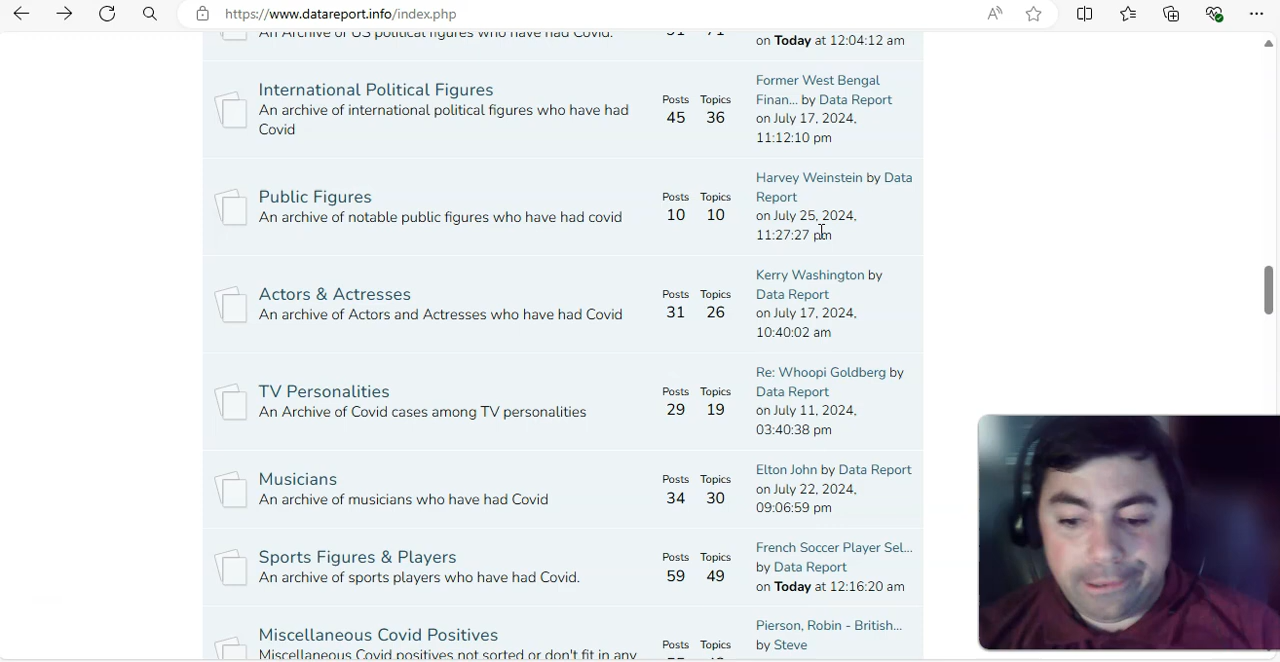 https://www.datareport.info/index.php
An Archive of US political figures who have had Covid.
on Today at 12:04:12 am
International Political Figures
An archive of international political figures who have had
Covid
Posts Topics
45 36
Former West Bengal
Finan... by Data Report
on July 17, 2024,
11:12:10 pm
Public Figures
An archive of notable public figures who have had covid
Posts Topics
10 10
Harvey Weinstein by Data
Report
on July 25, 2024,
11:27:27 pm
Actors & Actresses
An archive of Actors and Actresses who have had Covid
Posts Topics
31 26
Kerry Washington by
Data Report
on July 17, 2024,
10:40:02 am
TV Personalities
An Archive of Covid cases among TV personalities
Posts Topics
29 19
Re: Whoopi Goldberg by
Data Report
on July 11, 2024,
03:40:38 pm
Musicians
An archive of musicians who have had Covid
Posts Topics
34 30
Elton John by Data Report
on July 22, 2024,
09:06:59 pm
Sports Figures & Players
An archive of sports players who have had Covid.
Posts Topics
59 49
French Soccer Player Sel...
by Data Report
on Today at 12:16:20 am
Miscellaneous Covid Positives
Miscellaneous Covid positives not sorted or don't fit in any
Posts Topics
Pierson, Robin - British...
by Steve